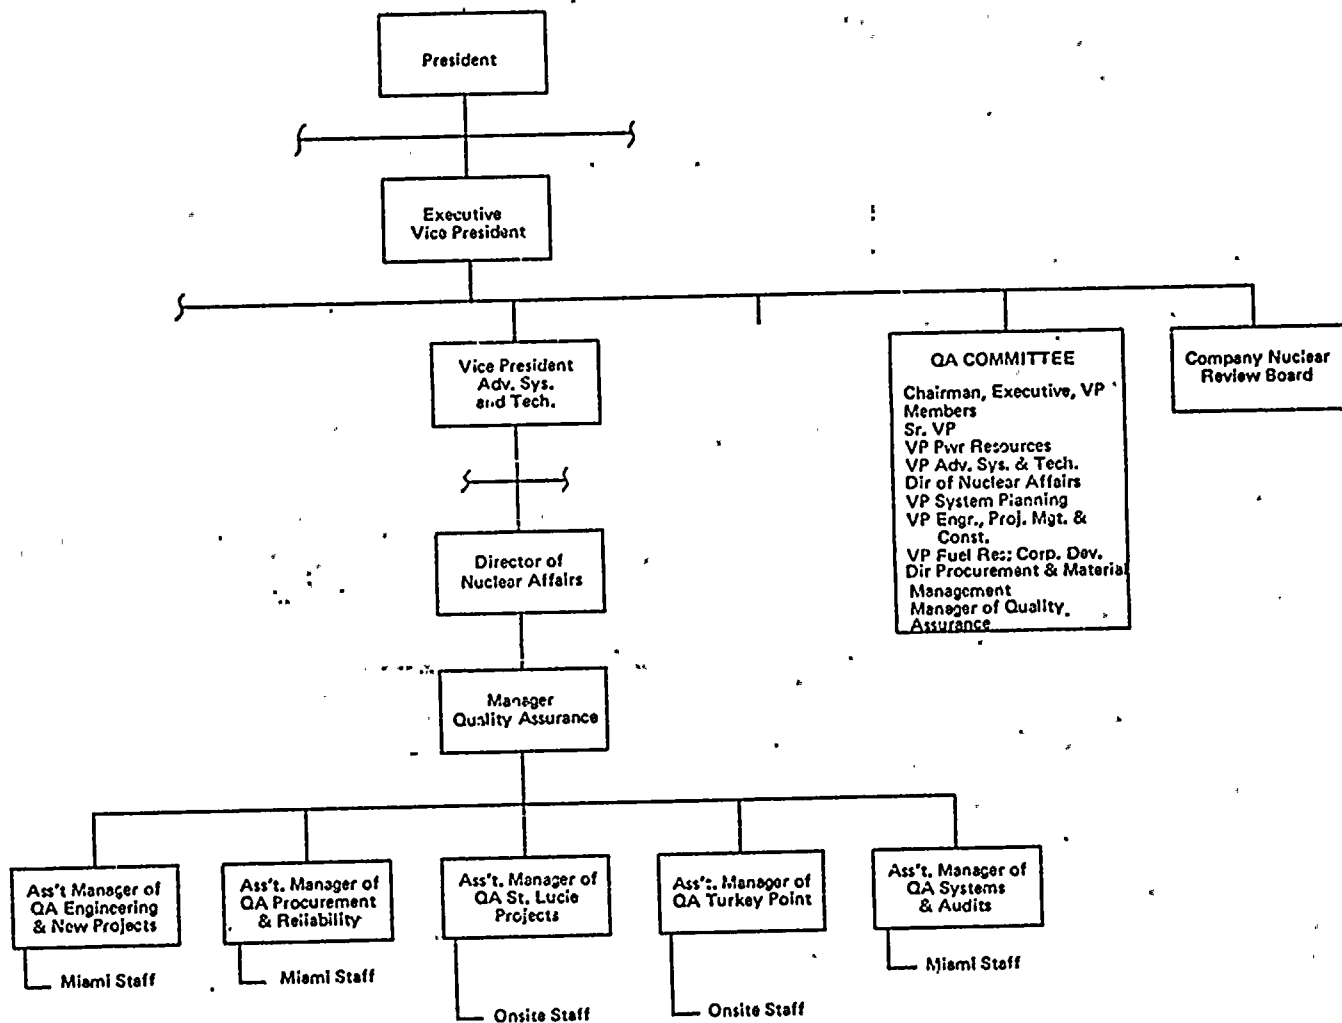 President
Executive
Vice President
Vice President
Adv. Sys.
and Tech.
QA COMMITTEE
Chairman, Executive, VP
Members
Sr. VP
VP Pwr Resources
VP Adv. Sys. & Tech.
Dir of Nuclear Affairs
VP System Planning
VP Engr., Proj. Mgt. &
Const.
VP Fuel Res; Corp. Dev.
Dir Procurement & Material
Management
Manager of Quality
Assurance
Company Nuclear
Review Board
Director of
Nuclear Affairs
Manager
Quality Assurance
Ass't Manager of
QA Engineering
& New Projects
Miami Staff
Ass't. Manager of
QA Procurement
& Reliability
Miami Staff
Ass't. Manager of
QA St. Lucie
Projects
Onsite Staff
Ass't. Manager of
QA Turkey Point
Onsite Staff
Ass't. Manager of
QA Systems
& Audits
Miami Staff